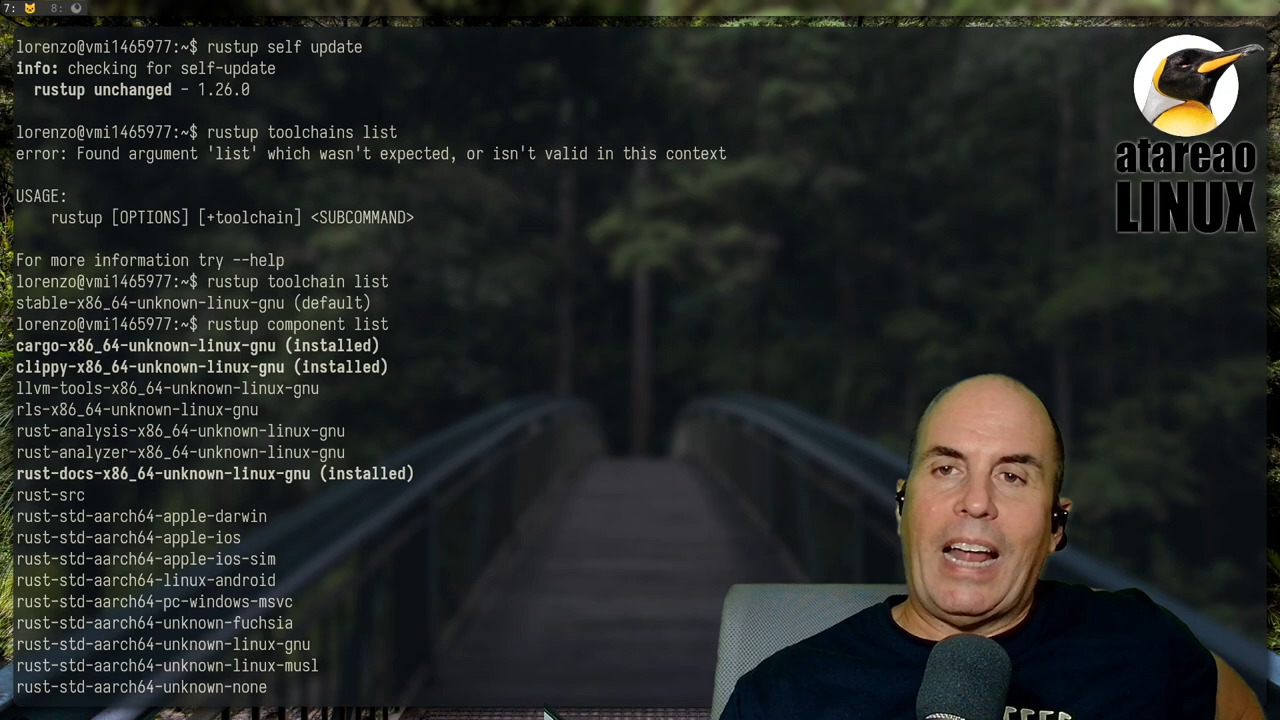 7: 8:
lorenzo@vmi1465977:~$ rustup self update
info: checking for self-update
rustup unchanged - 1.26.0
lorenzo@vmi1465977:~$ rustup toolchains list
error: Found argument 'list' which wasn't expected, or isn't valid in this context
USAGE:
rustup [OPTIONS] [+toolchain] <SUBCOMMAND>
For more information try --help
lorenzo@vmi1465977:~$ rustup toolchain list
stable-x86_64-unknown-linux-gnu (default)
lorenzo@vmi1465977:~$ rustup component list
cargo-x86_64-unknown-linux-gnu (installed)
clippy-x86_64-unknown-linux-gnu (installed)
llvm-tools-x86_64-unknown-linux-gnu
rls-x86_64-unknown-linux-gnu
rust-analysis-x86_64-unknown-linux-gnu
rust-analyzer-x86_64-unknown-linux-gnu
rust-docs-x86_64-unknown-linux-gnu (installed)
rust-src
rust-std-aarch64-apple-darwin
rust-std-aarch64-apple-ios
rust-std-aarch64-apple-ios-sim
rust-std-aarch64-linux-android
rust-std-aarch64-pc-windows-msvc
rust-std-aarch64-unknown-fuchsia
rust-std-aarch64-unknown-linux-gnu
rust-std-aarch64-unknown-linux-musl
rust-std-aarch64-unknown-none
atareao
LINUX